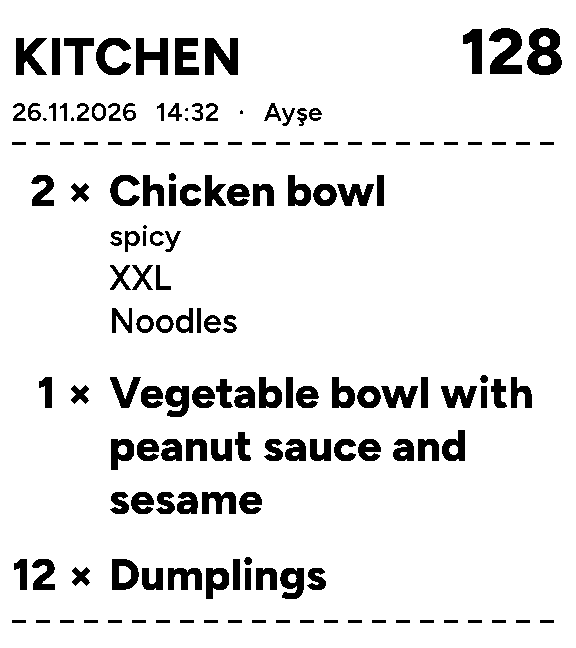 KITCHEN 128
26.11.2026 14:32 · Ayşe
2 × Chicken bowl
spicy
XXL
Noodles
1 × Vegetable bowl with
peanut sauce and
sesame
12 × Dumplings